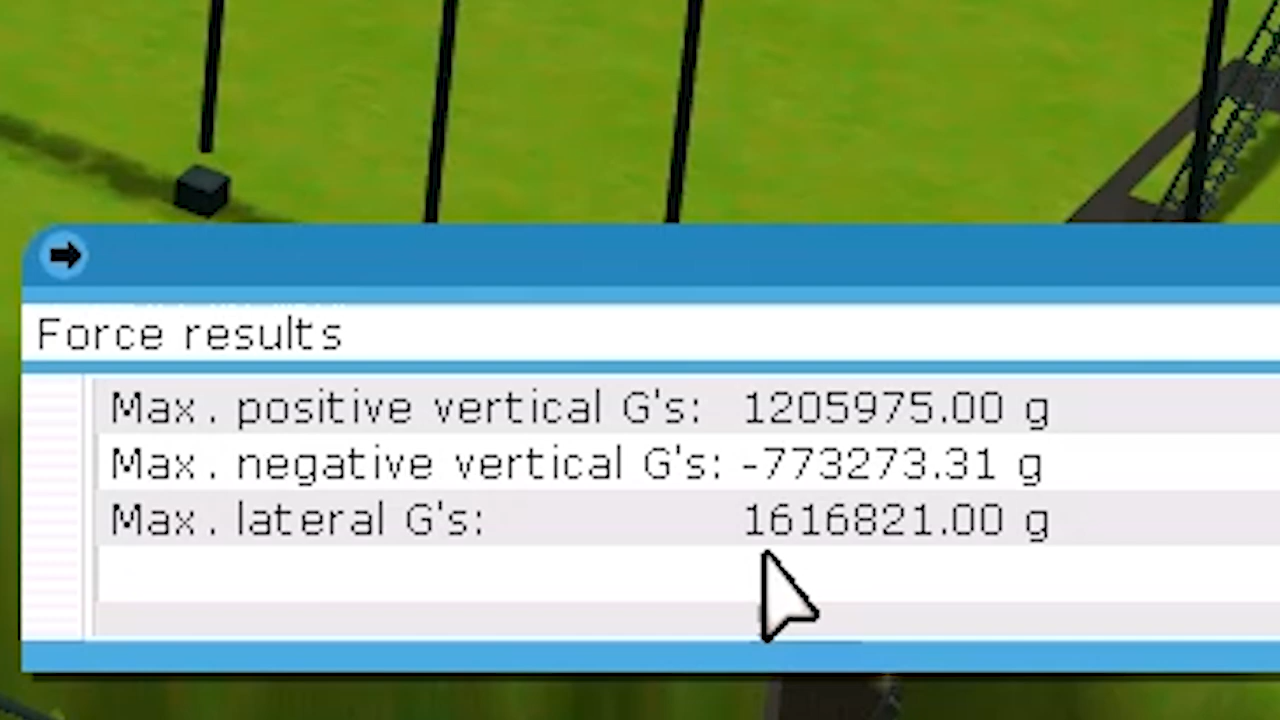 Force results
Max. positive vertical G's: 1205975.00 g
Max. negative vertical G's: -773273.31 g
Max. lateral G's: 1616821.00 g